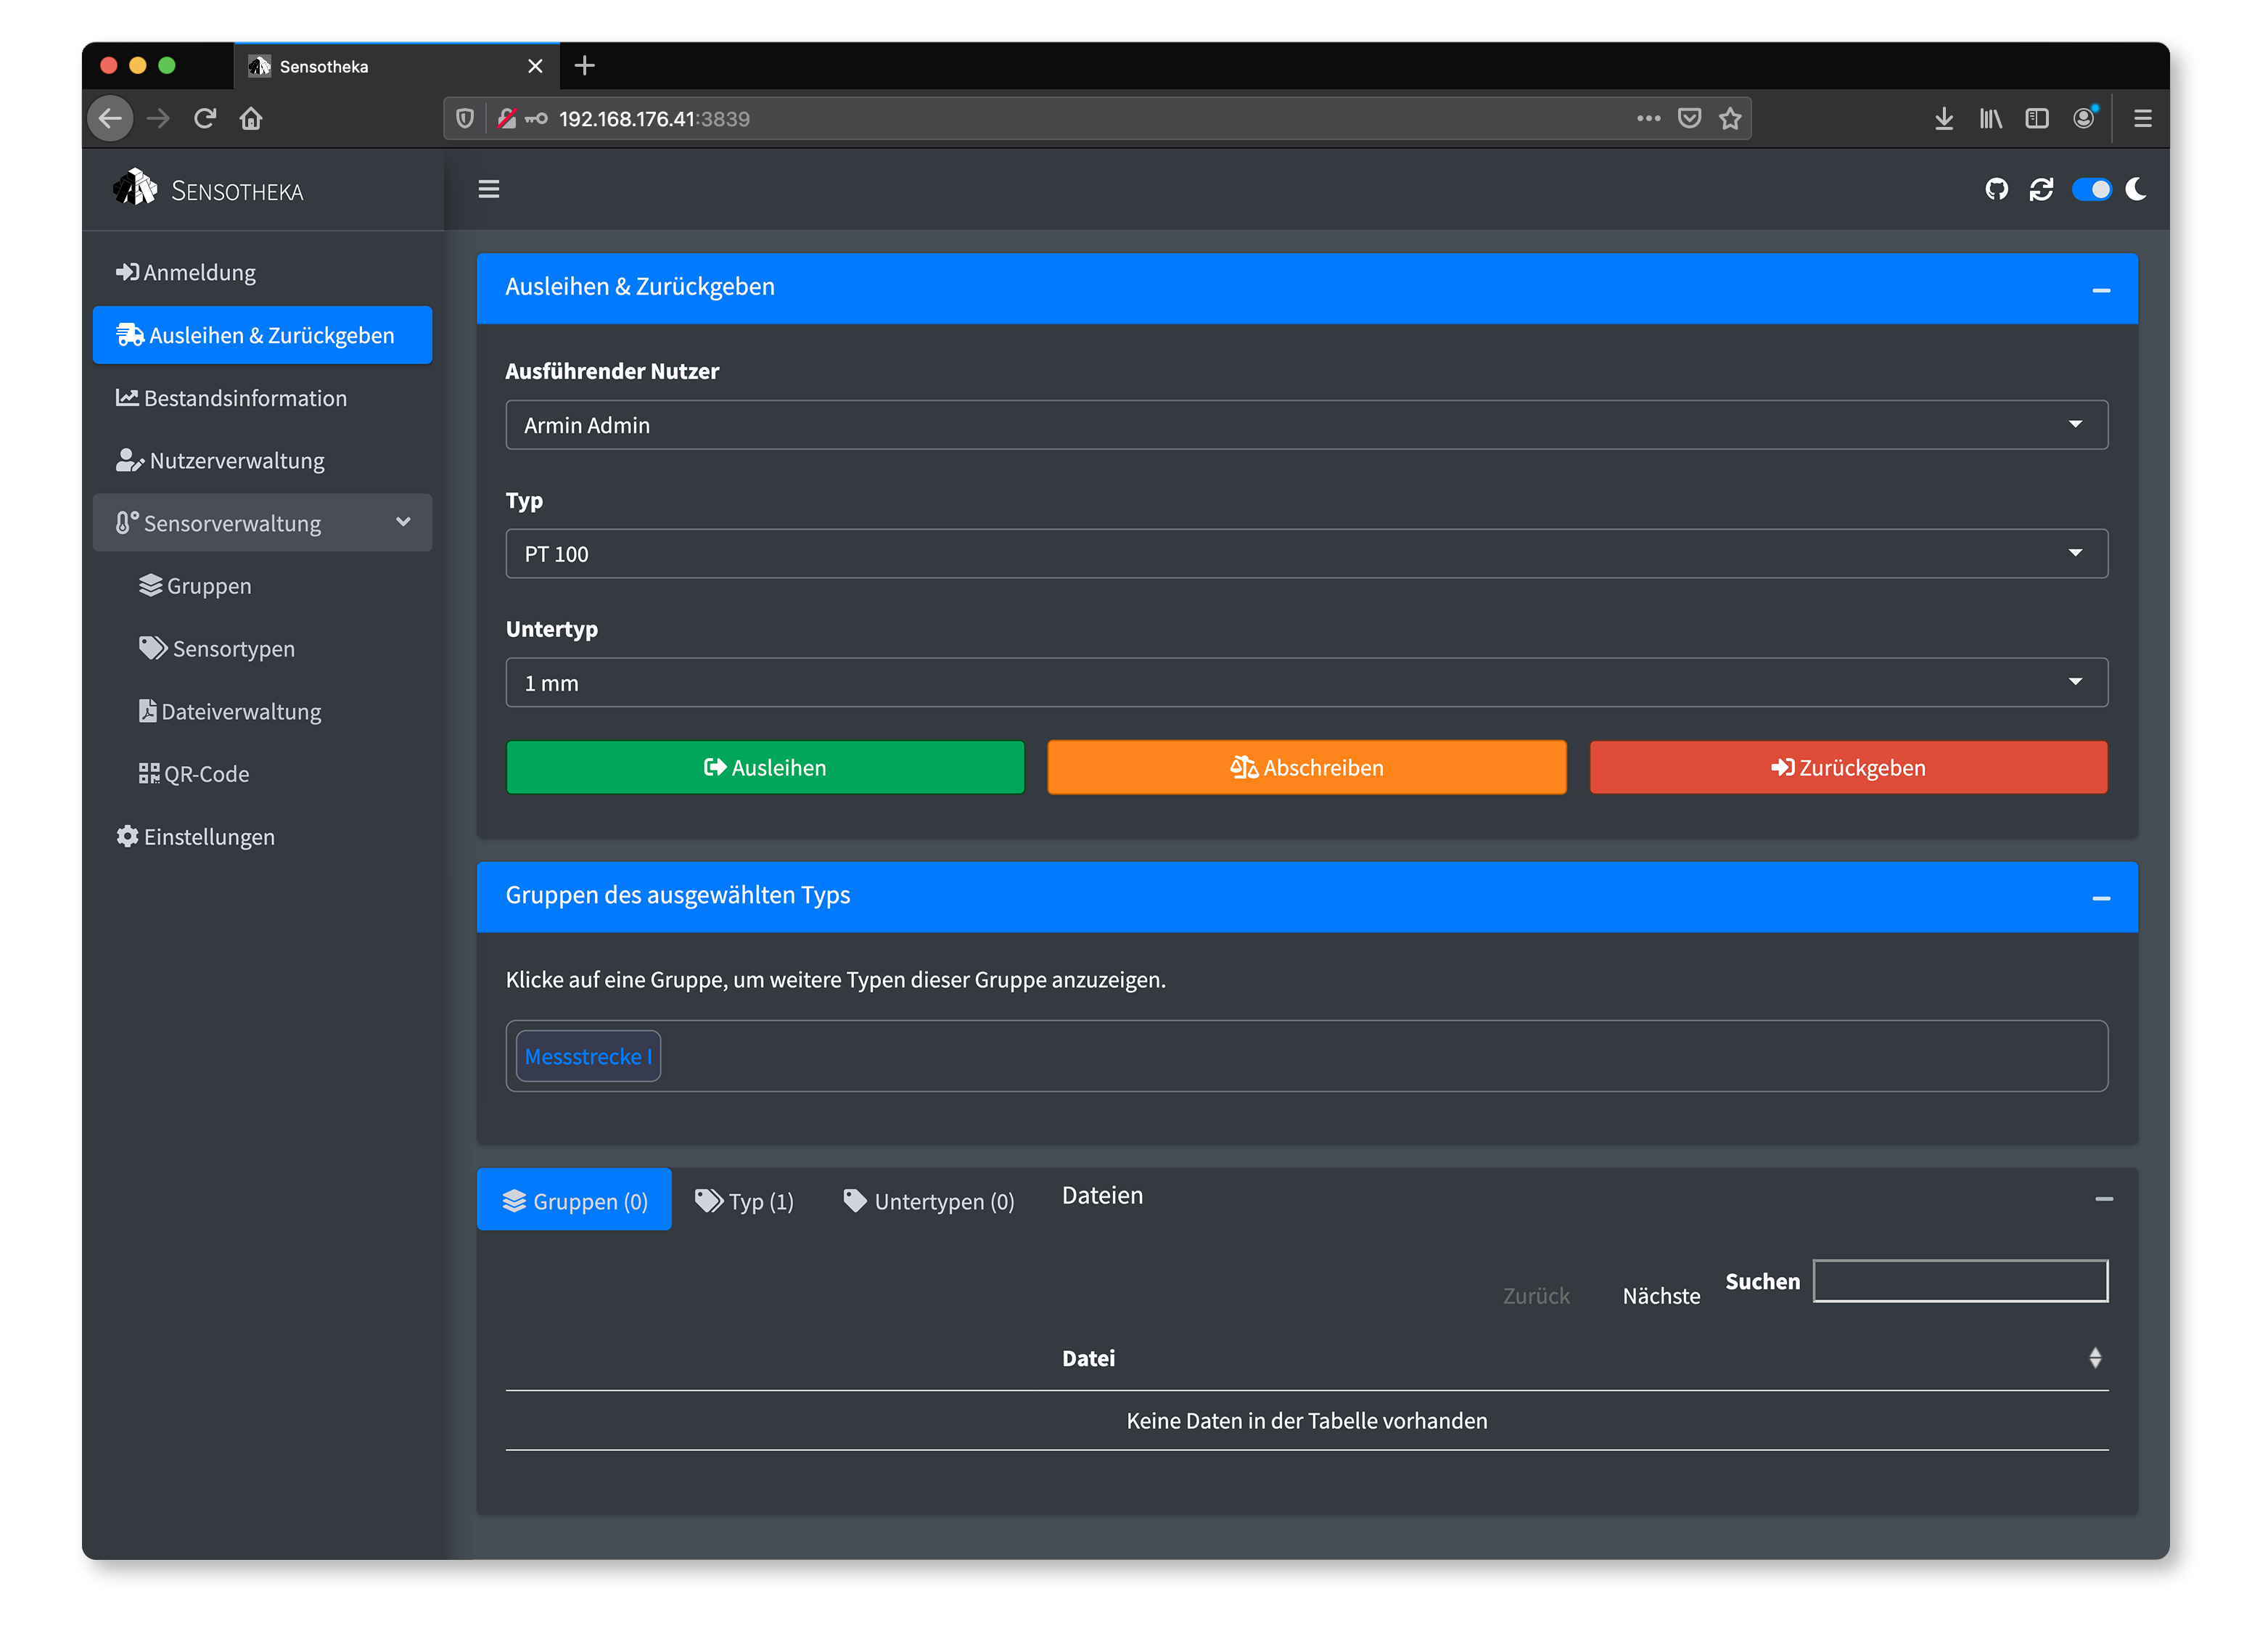 Sensotheka
192.168.176.41:3839
SENSOTHEKA
Anmeldung
Ausleihen & Zurückgeben
Bestandsinformation
Nutzerverwaltung
Sensorverwaltung
Gruppen
Sensortypen
Dateiverwaltung
QR-Code
Einstellungen
Ausleihen & Zurückgeben
Ausführender Nutzer
Armin Admin
Typ
PT 100
Untertyp
1 mm
Ausleihen Abschreiben Zurückgeben
Gruppen des ausgewählten Typs
Klicke auf eine Gruppe, um weitere Typen dieser Gruppe anzuzeigen.
Messstrecke I
Gruppen (0) Typ (1) Untertypen (0) Dateien
Zurück Nächste Suchen
Datei
Keine Daten in der Tabelle vorhanden